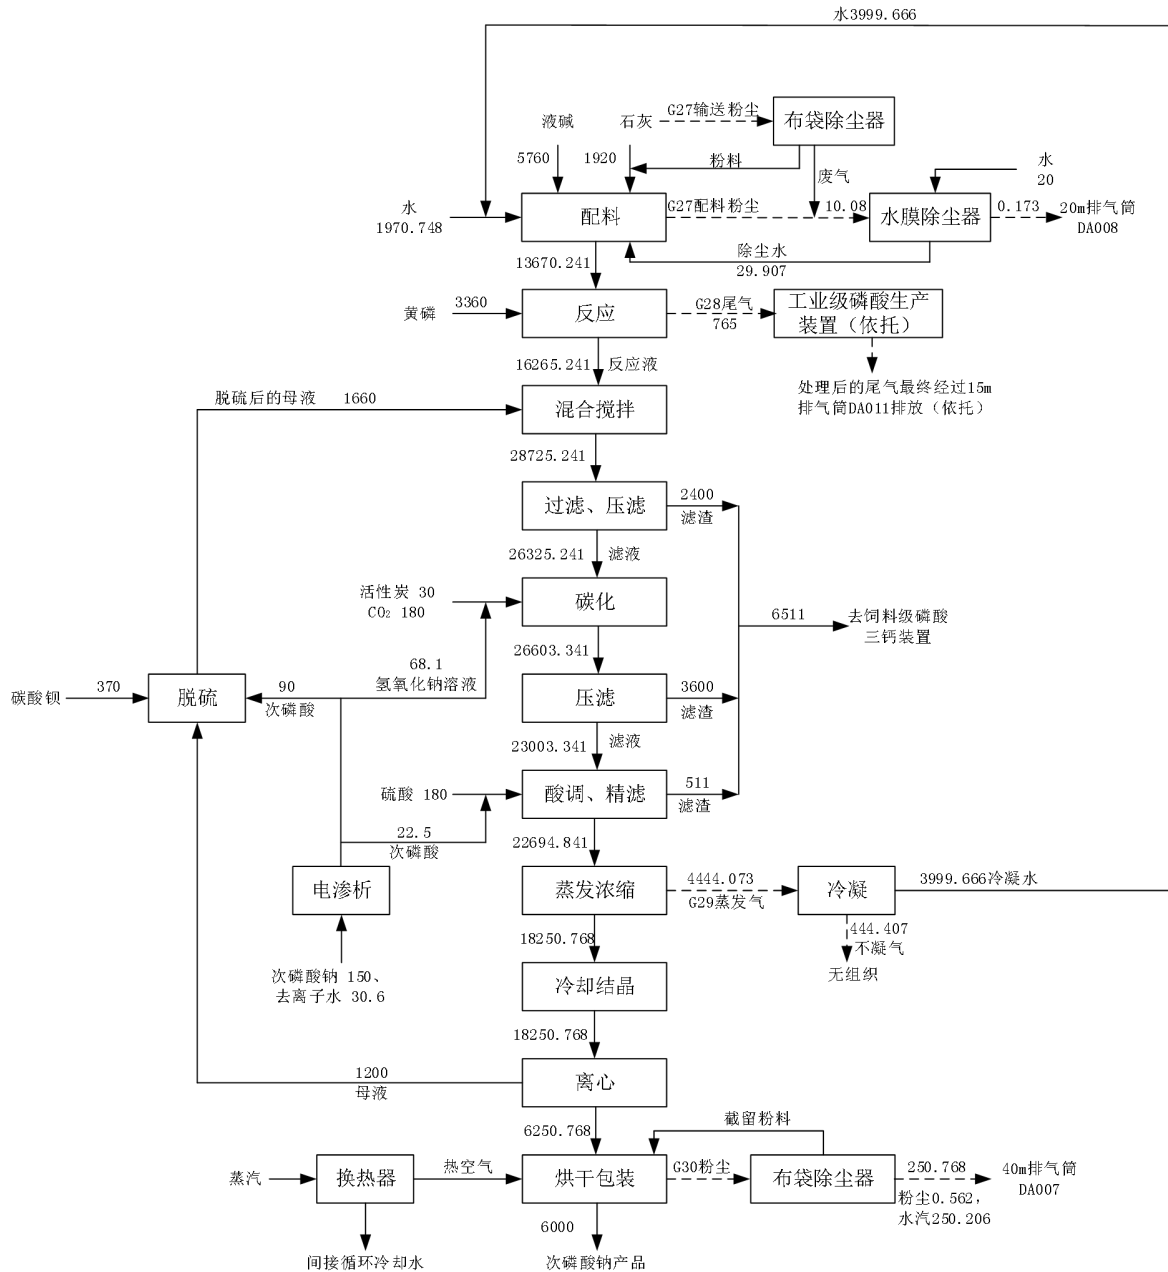 水3999.666
G27输送粉尘
布袋除尘器
液碱
石灰
5760
1920
粉料
废气
水
20
水
1970.748
配料
G27配料粉尘
10.08
水膜除尘器
0.173
20m排气筒
DA008
除尘水
29.907
13670.241
黄磷
3360
反应
G28尾气
765
工业级磷酸生产
装置（依托）
16265.241
反应液
处理后的尾气最终经过15m
排气筒DA011排放（依托）
脱硫后的母液 1660
混合搅拌
28725.241
过滤、压滤
2400
滤渣
26325.241
滤液
活性炭 30
CO₂ 180
碳化
6511
去饲料级磷酸
三钙装置
26603.341
68.1
氢氧化钠溶液
碳酸钡
370
脱硫
90
次磷酸
压滤
3600
滤渣
23003.341
滤液
硫酸 180
酸调、精滤
511
滤渣
22.5
次磷酸
22694.841
电渗析
蒸发浓缩
4444.073
G29蒸发气
冷凝
3999.666冷凝水
444.407
不凝气
无组织
18250.768
次磷酸钠 150、
去离子水 30.6
冷却结晶
18250.768
1200
母液
离心
6250.768
截留粉料
蒸汽
换热器
热空气
烘干包装
G30粉尘
布袋除尘器
250.768
粉尘0.562，
水汽250.206
40m排气筒
DA007
6000
间接循环冷却水
次磷酸钠产品